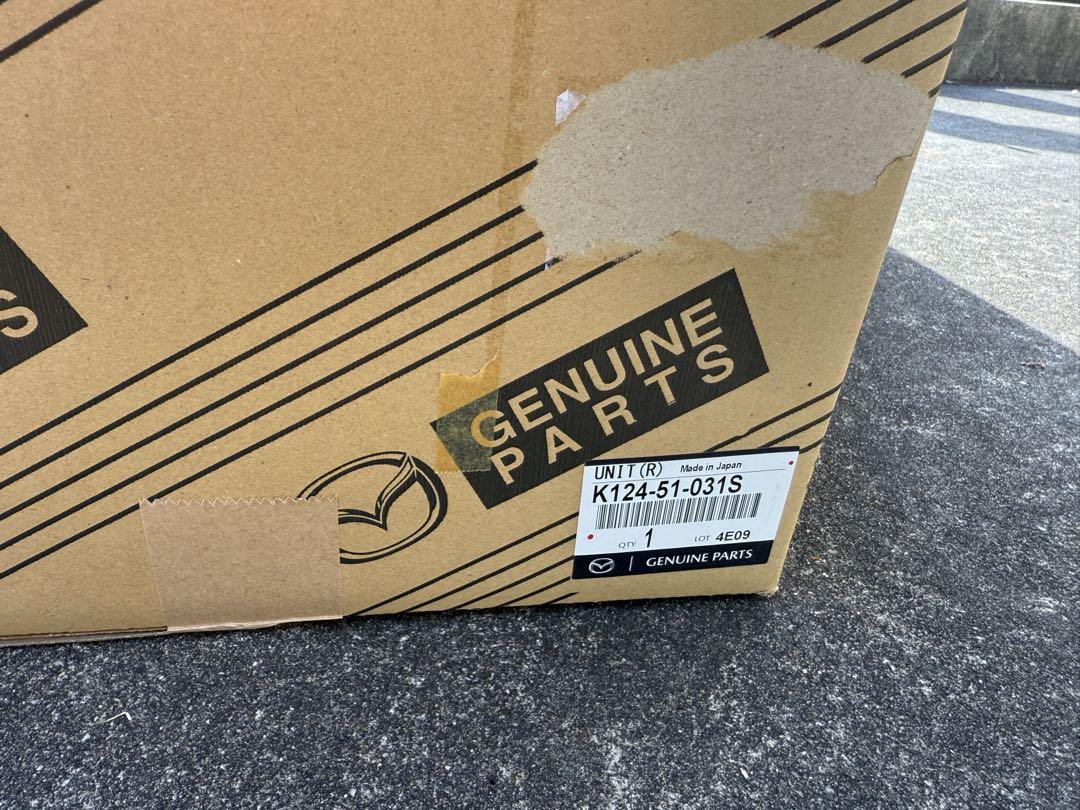 S
GENUINE
PARTS
UNIT(R) Made in Japan
K124-51-031S
QTY 1 LOT 4E09
GENUINE PARTS